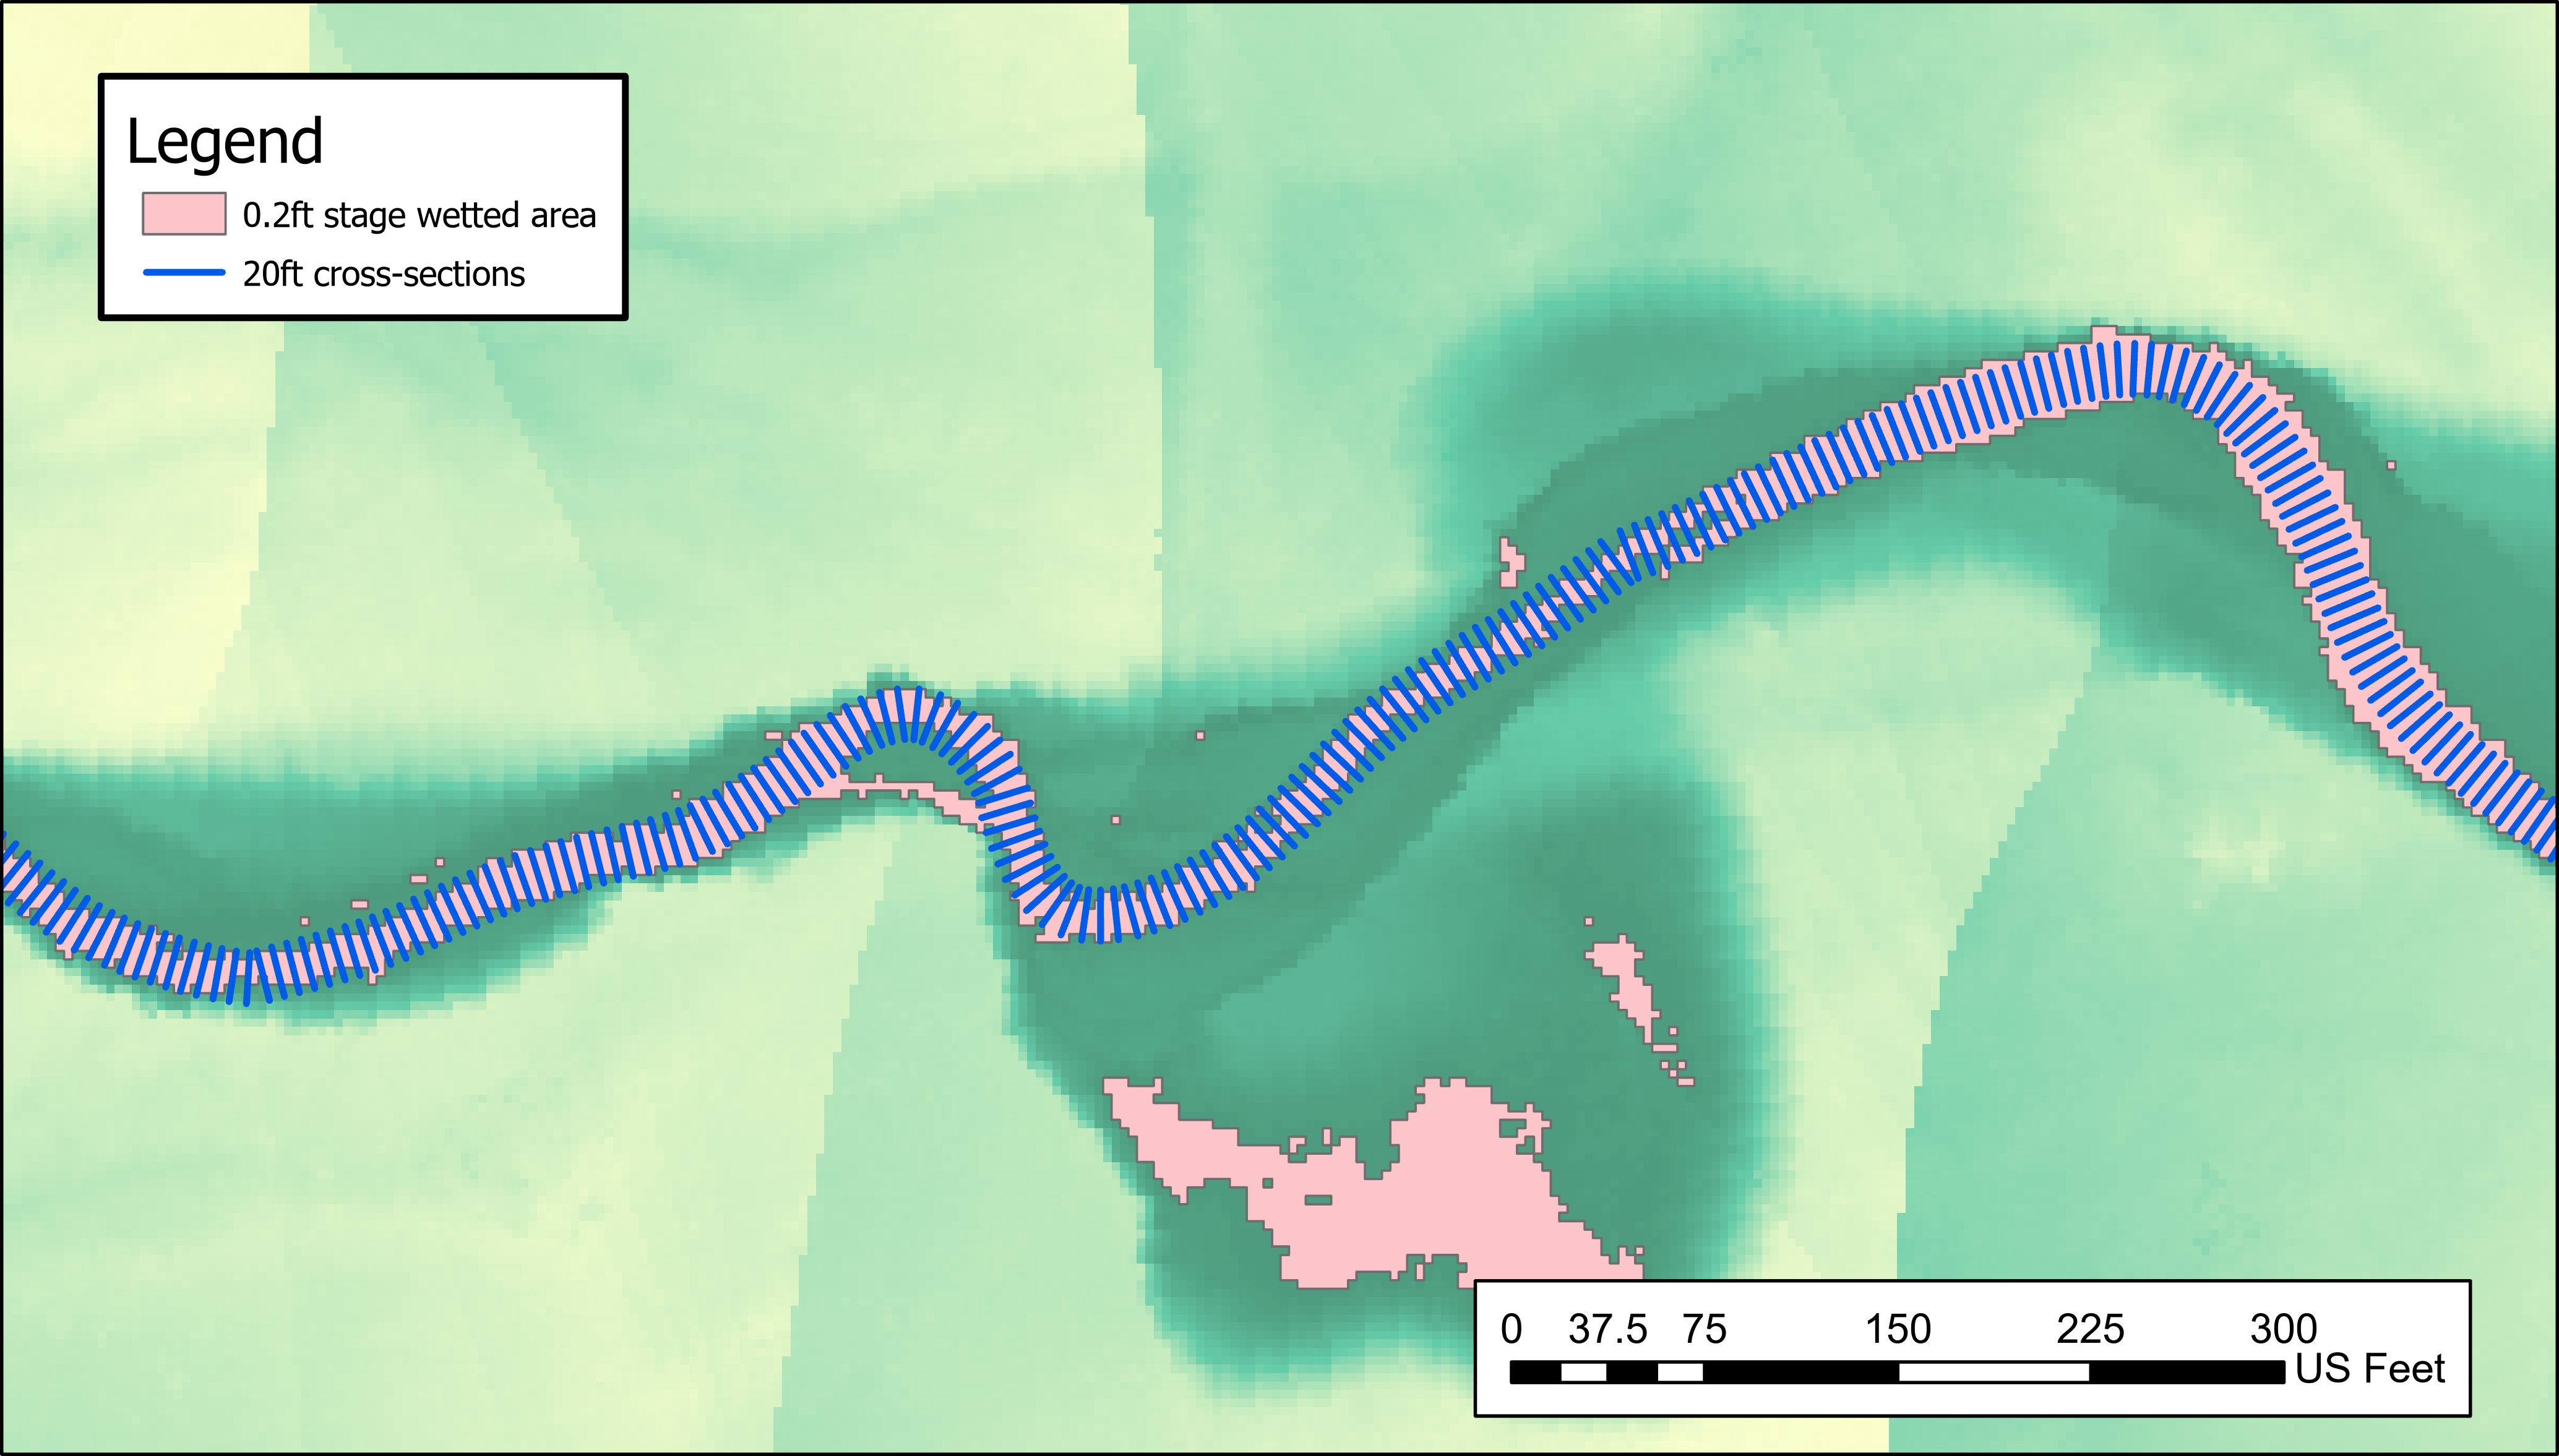 Legend
0.2ft stage wetted area
20ft cross-sections
0 37.5 75 150 225 300
US Feet